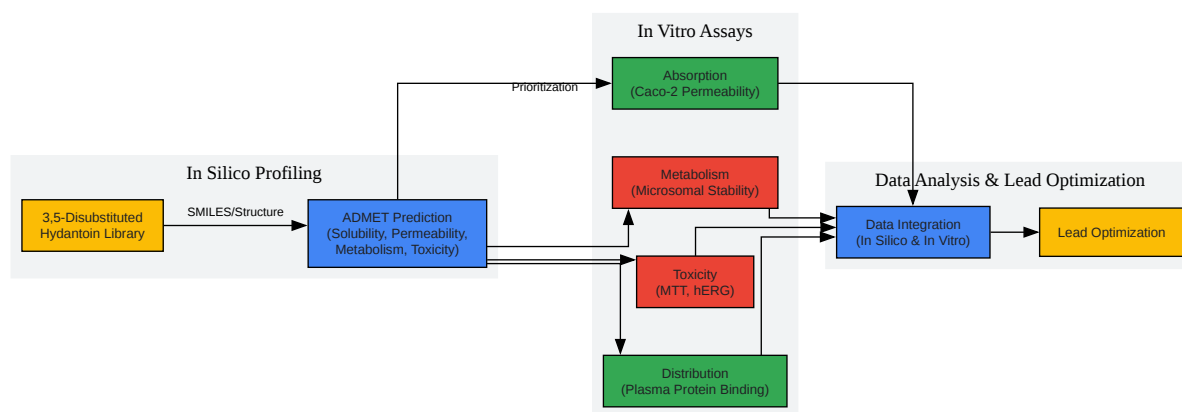 In Vitro Assays
Absorption
(Caco-2 Permeability)
Prioritization
In Silico Profiling
3,5-Disubstituted
Hydantoin Library
SMILES/Structure
ADMET Prediction
(Solubility, Permeability,
Metabolism, Toxicity)
Metabolism
(Microsomal Stability)
Toxicity
(MTT, hERG)
Distribution
(Plasma Protein Binding)
Data Analysis & Lead Optimization
Data Integration
(In Silico & In Vitro)
Lead Optimization